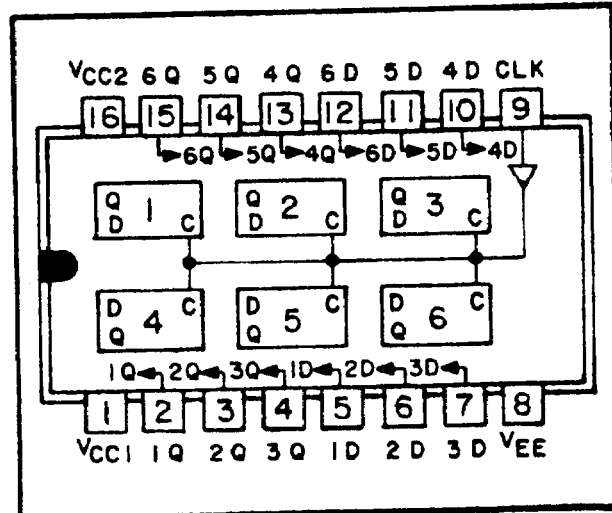 VCC2 6Q 5Q 4Q 6D 5D 4D CLK
16 15 14 13 12 11 10 9
6Q 5Q 4Q 6D 5D 4D
Q D 1 C
Q D 2 C
Q D 3 C
D Q 4 C
D Q 5 C
D Q 6 C
1Q 2Q 3Q 1D 2D 3D
1 2 3 4 5 6 7 8
VCC1 1Q 2Q 3Q 1D 2D 3D VEE